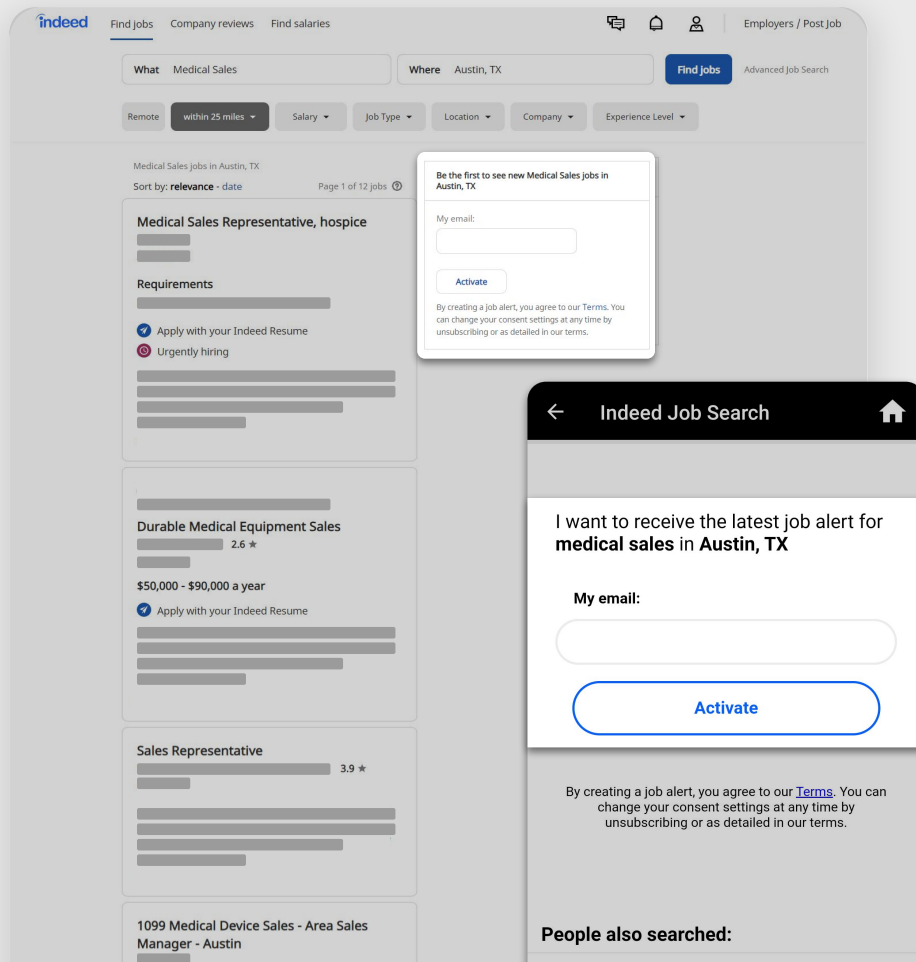 indeed
Find jobs Company reviews Find salaries Employers / Post Job
What Medical Sales Where Austin, TX Find jobs Advanced Job Search
Remote within 25 miles Salary Job Type Location Company Experience Level
Medical Sales jobs in Austin, TX
Sort by: relevance - date Page 1 of 12 jobs
Medical Sales Representative, hospice
Requirements
Apply with your Indeed Resume
Urgently hiring
Durable Medical Equipment Sales
2.6 ★
$50,000 - $90,000 a year
Apply with your Indeed Resume
Sales Representative
3.9 ★
1099 Medical Device Sales - Area Sales
Manager - Austin
Be the first to see new Medical Sales jobs in
Austin, TX
My email:
Activate
By creating a job alert, you agree to our Terms. You
can change your consent settings at any time by
unsubscribing or as detailed in our terms.
Indeed Job Search
I want to receive the latest job alert for
medical sales in Austin, TX
My email:
Activate
By creating a job alert, you agree to our Terms. You can
change your consent settings at any time by
unsubscribing or as detailed in our terms.
People also searched: